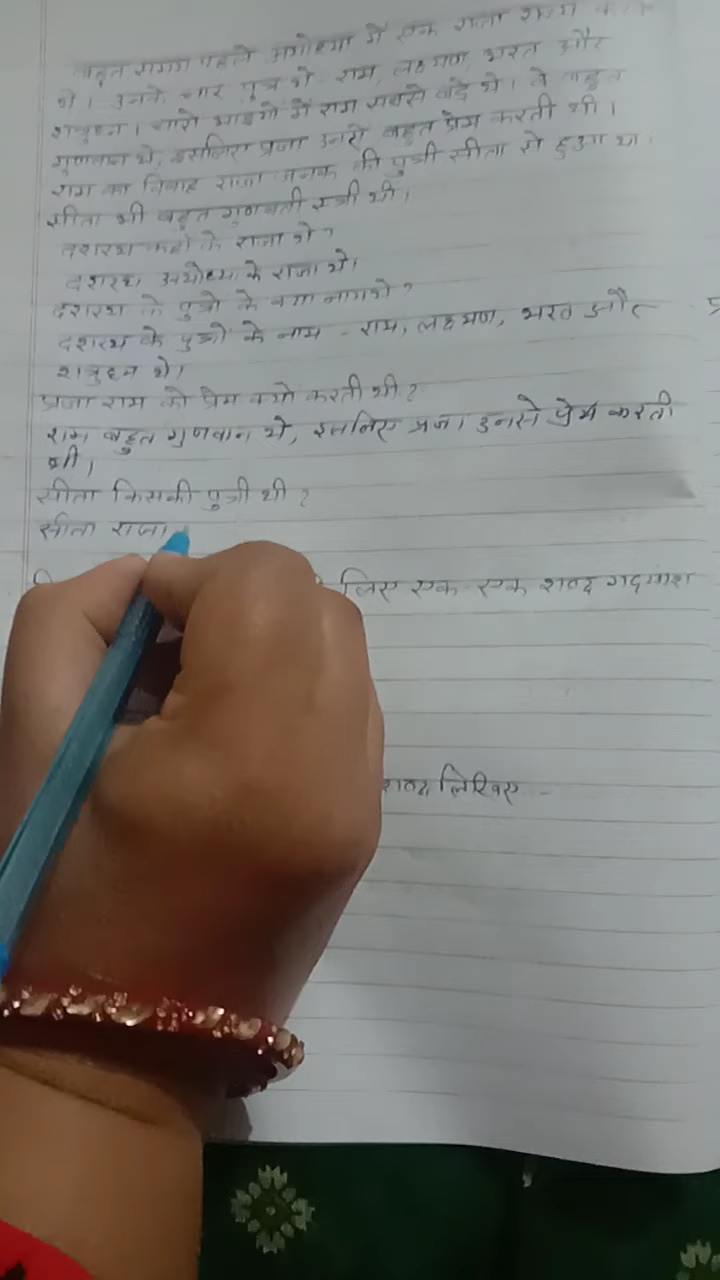 बहुत समय पहले अयोध्या में एक राजा राज्य
थे। उनके चार पुत्र थे- राम, लक्ष्मण, भरत और
शत्रुघ्न। चारो भाइयों में राम सबसे बड़े थे। वे बहुत
गुणवान थे, इसलिए प्रजा उनसे बहुत प्रेम करती थी।
राम का विवाह राजा जनक की पुत्री सीता से हुआ था।
सीता भी बहुत गुणवती स्त्री थी।
दशरथ कहाँ के राजा थे?
दशरथ अयोध्या के राजा थे।
दशरथ के पुत्रो के क्या नाम थे?
दशरथ के पुत्रों के नाम - राम, लक्ष्मण, भरत और
शत्रुघ्न थे।
प्रजा राम को प्रेम क्यों करती थी?
राम बहुत गुणवान थे, इसलिए प्रजा उनसे प्रेम करती
थी।
सीता किसकी पुत्री थी?
सीता राजा
लिए एक-एक शब्द गद्यांश
शब्द लिखिए -